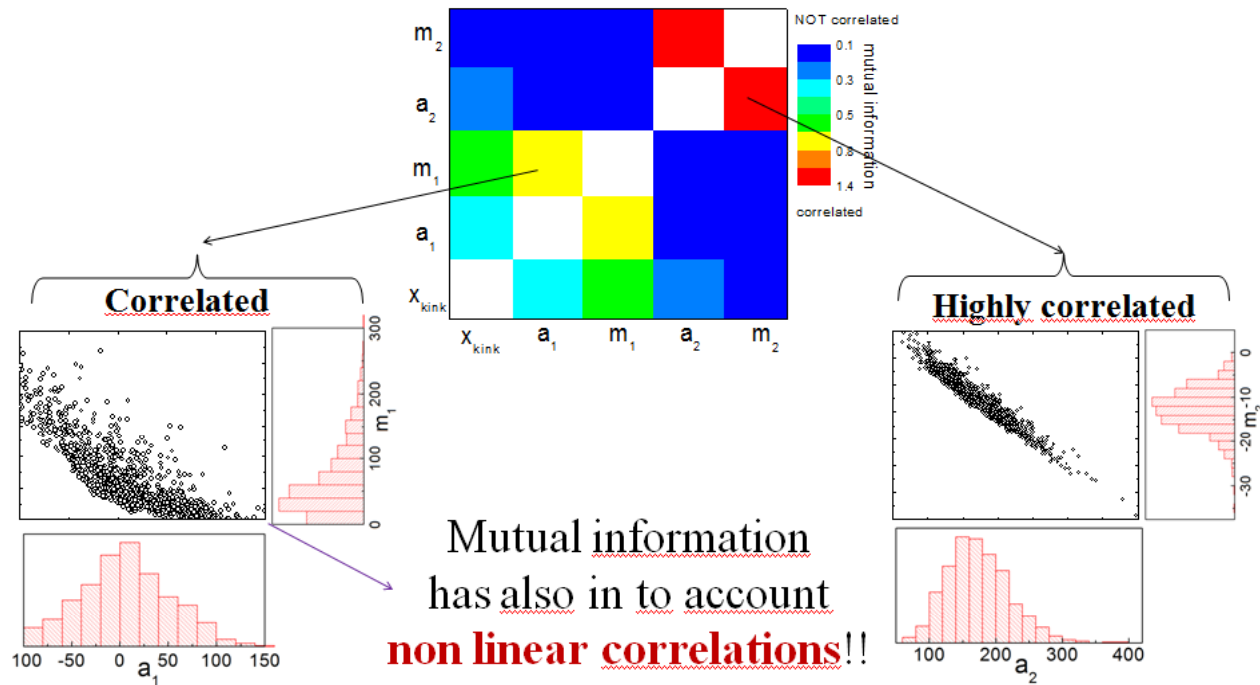 NOT correlated
0.1
0.3
0.5
0.8
1.4
mutual information
correlated
m2
a2
m1
a1
xkink
xkink a1 m1 a2 m2
Correlated
300
200
100
0
m1
100 -50 0 50 100 150
a1
Highly correlated
0
-10
-20
-30
m2
100 200 300 400
a2
Mutual information
has also in to account
non linear correlations!!